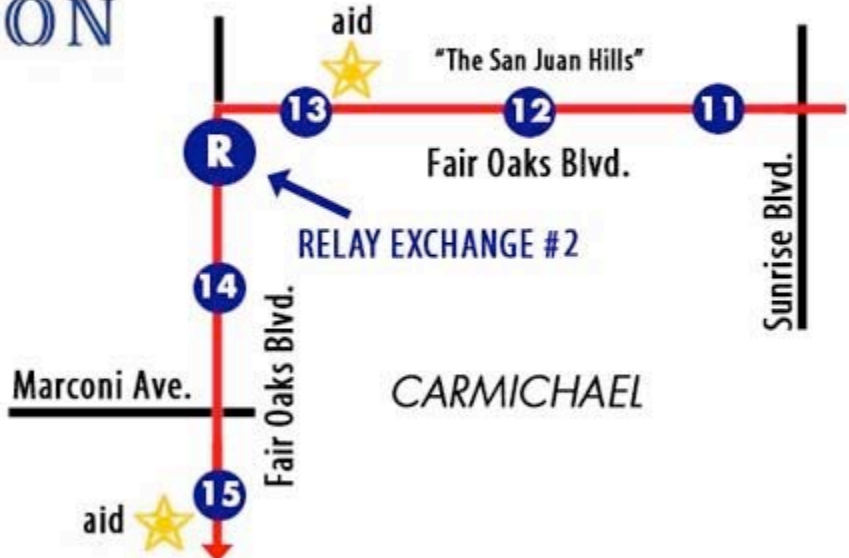 ON
aid
"The San Juan Hills"
13
12
11
R
Fair Oaks Blvd.
Sunrise Blvd.
RELAY EXCHANGE #2
14
Fair Oaks Blvd.
Marconi Ave.
CARMICHAEL
15
aid